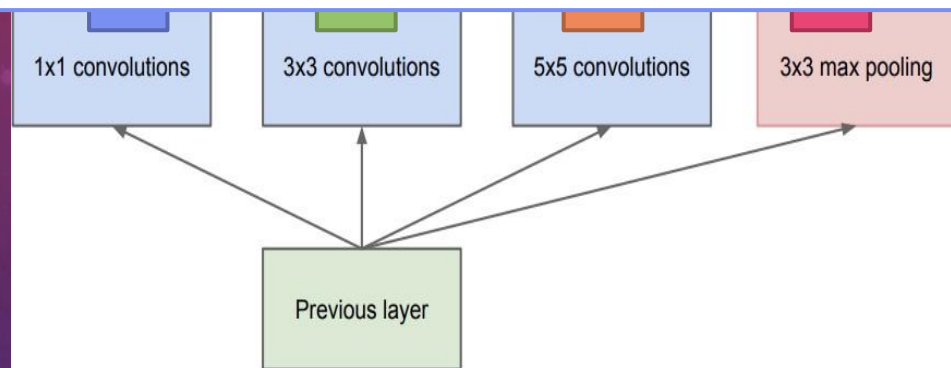 1x1 convolutions
3x3 convolutions
5x5 convolutions
3x3 max pooling
Previous layer